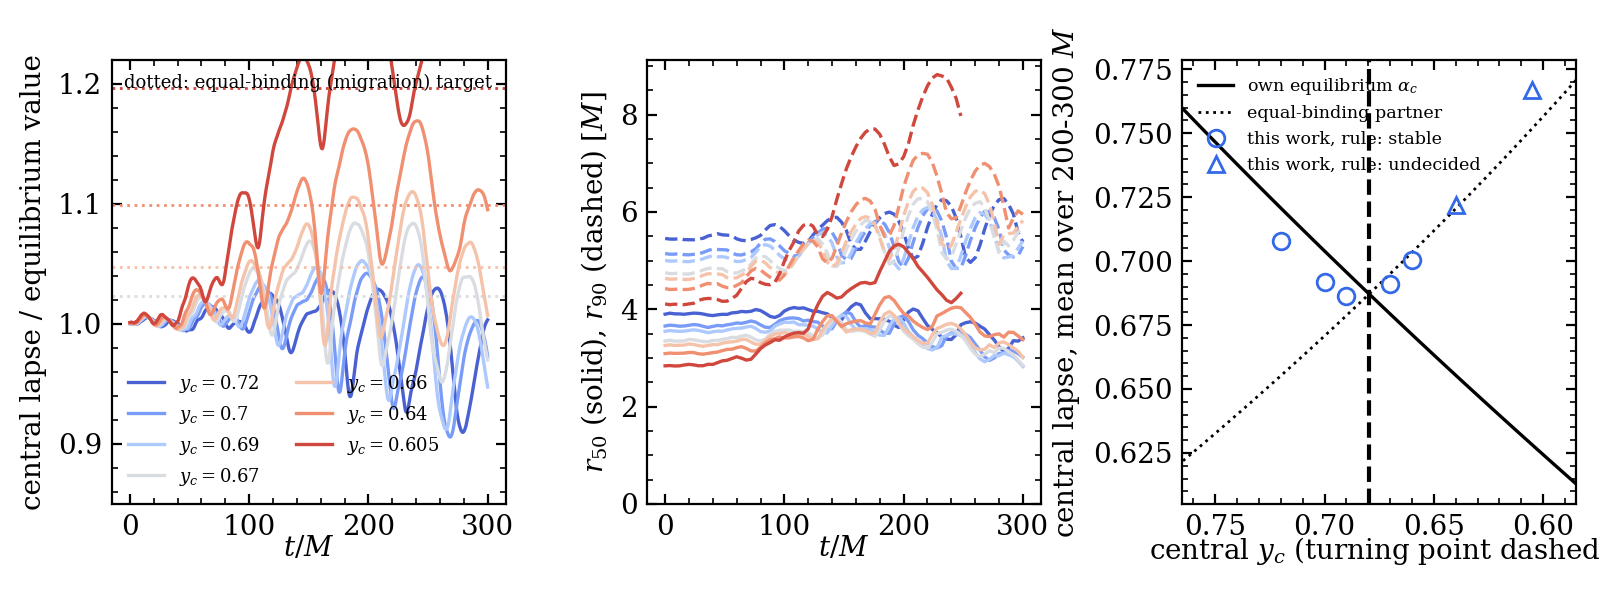 central lapse / equilibrium value
1.2
1.1
1.0
0.9
dotted: equal-binding (migration) target
y_c = 0.72
y_c = 0.7
y_c = 0.69
y_c = 0.67
y_c = 0.66
y_c = 0.64
y_c = 0.605
0 100 200 300
t/M
r_50 (solid), r_90 (dashed) [M]
8
6
4
2
0
0 100 200 300
t/M
central lapse, mean over 200-300 M
0.775
0.750
0.725
0.700
0.675
0.650
0.625
own equilibrium α_c
equal-binding partner
this work, rule: stable
this work, rule: undecided
0.75 0.70 0.65 0.60
central y_c (turning point dashed